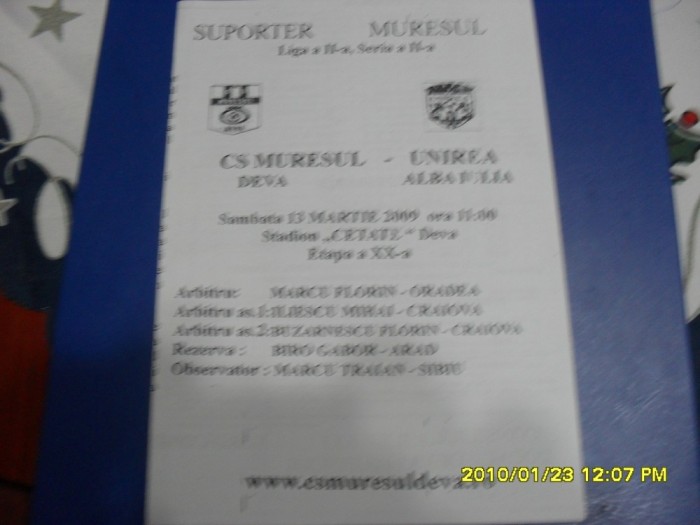 SUPORTER MURESUL
Liga a II-a, Seria a II-a
CS MURESUL - UNIREA
DEVA ALBA IULIA
Sambata 13 MARTIE 2009 ora 11:00
Stadion „CETATE“ Deva
Etapa a XX-a
Arbitru: MARCU FLORIN - ORADEA
Arbitru as.1: ILIESCU MIHAI - CRAIOVA
Arbitru as.2: BUZARNESCU FLORIN - CRAIOVA
Rezerva : BIRO GABOR - ARAD
Observator : MARCU TRAIAN - SIBIU
www.csmuresuldeva.ro
2010/01/23 12:07 PM